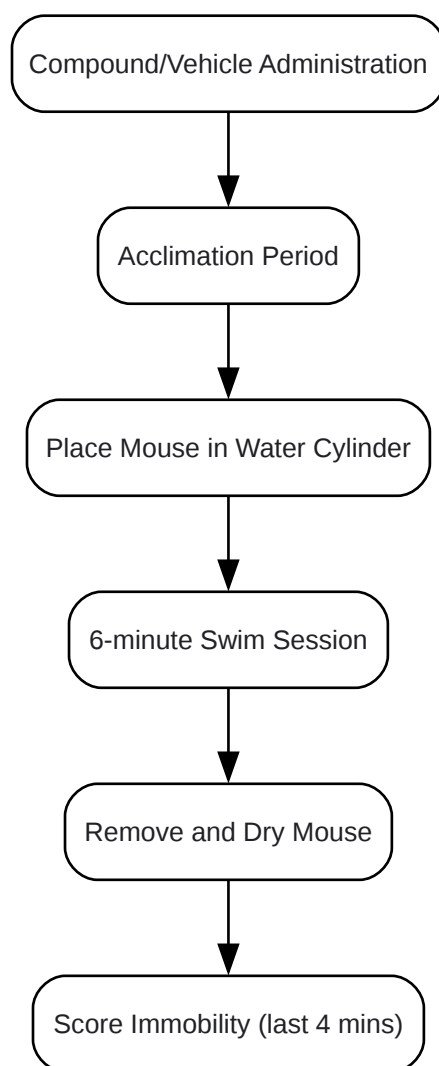 Compound/Vehicle Administration
Acclimation Period
Place Mouse in Water Cylinder
6-minute Swim Session
Remove and Dry Mouse
Score Immobility (last 4 mins)